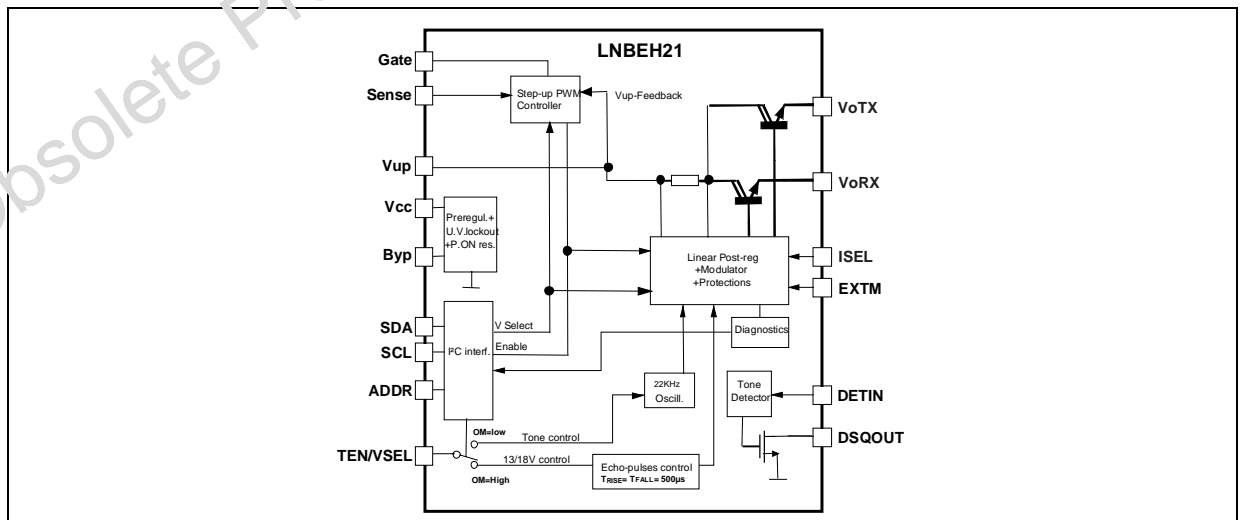 Obsolete Pro
LNBEH21
Gate
Sense
Vup
Vcc
Byp
SDA
SCL
ADDR
TEN/VSEL
Step-up PWM
Controller
Vup-Feedback
Preregul.+
U.V.lockout
+P.ON res.
I²C interf.
V Select
Enable
Linear Post-reg
+Modulator
+Protections
Diagnostics
22KHz
Oscill.
Tone
Detector
OM=low
Tone control
13/18V control
OM=High
Echo-pulses control
TRISE= TFALL= 500µs
VoTX
VoRX
ISEL
EXTM
DETIN
DSQOUT